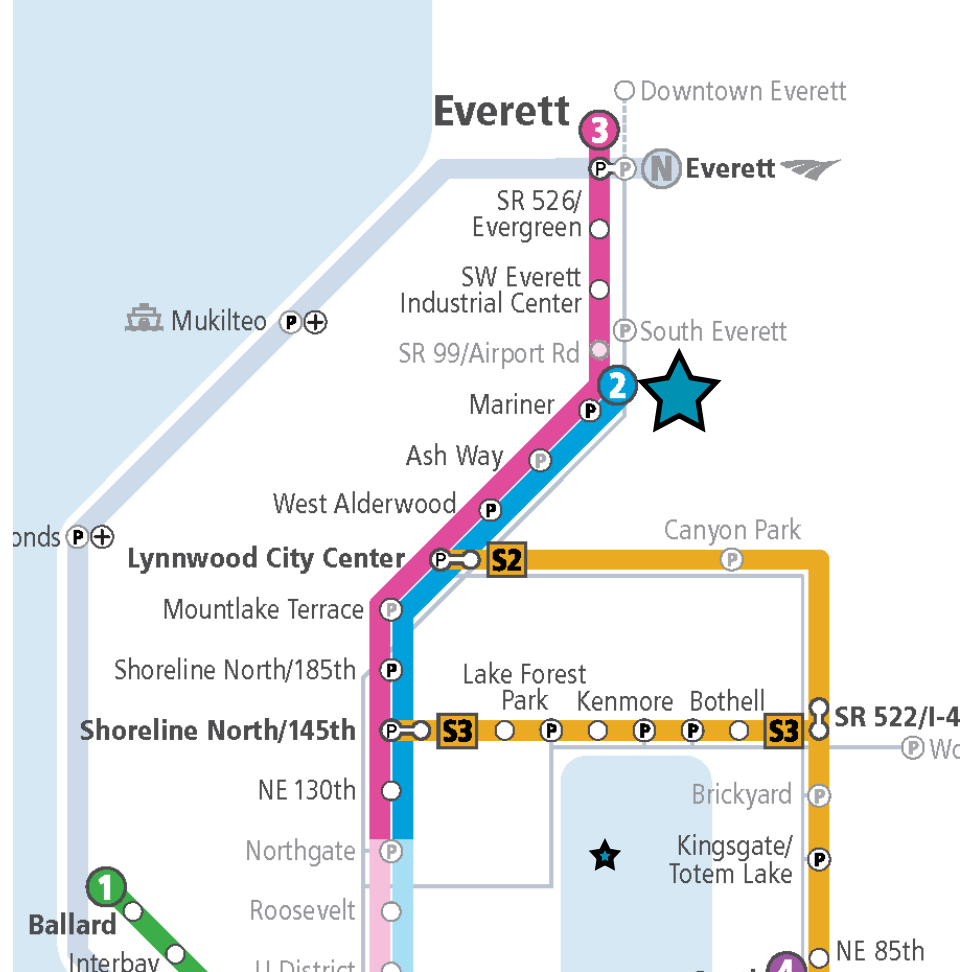 Downtown Everett
Everett
3
P P N Everett
SR 526/
Evergreen
SW Everett
Industrial Center
Mukilteo P
P South Everett
SR 99/Airport Rd
2
Mariner P
Ash Way P
West Alderwood P
Canyon Park
onds P
Lynnwood City Center P S2 P
Mountlake Terrace P
Shoreline North/185th P
Lake Forest
Park Kenmore Bothell
Shoreline North/145th P S3 P P P S3 SR 522/I-4
P Wo
NE 130th
Brickyard P
Northgate P
Kingsgate/
Totem Lake P
1
Roosevelt
Ballard
NE 85th
Interbay
U District
4